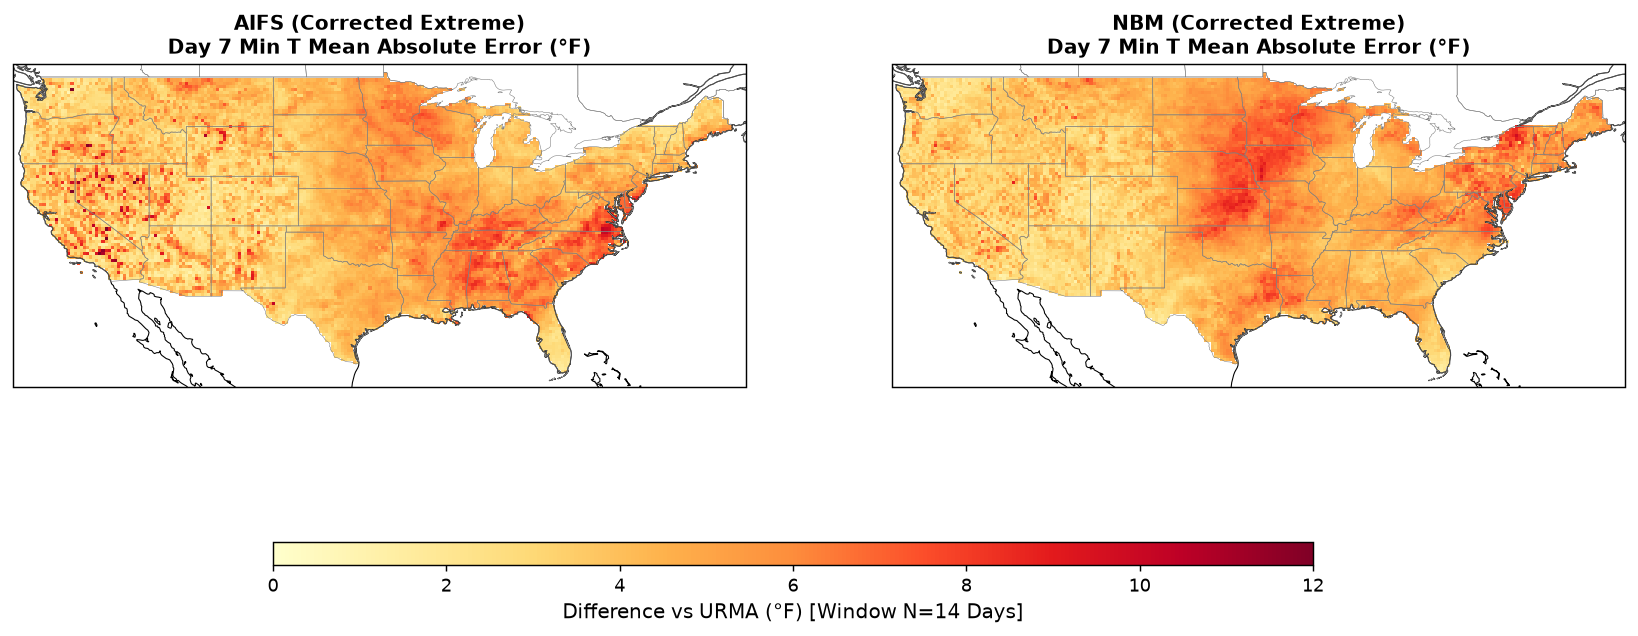 AIFS (Corrected Extreme)
Day 7 Min T Mean Absolute Error (°F)
NBM (Corrected Extreme)
Day 7 Min T Mean Absolute Error (°F)
0 2 4 6 8 10 12
Difference vs URMA (°F) [Window N=14 Days]